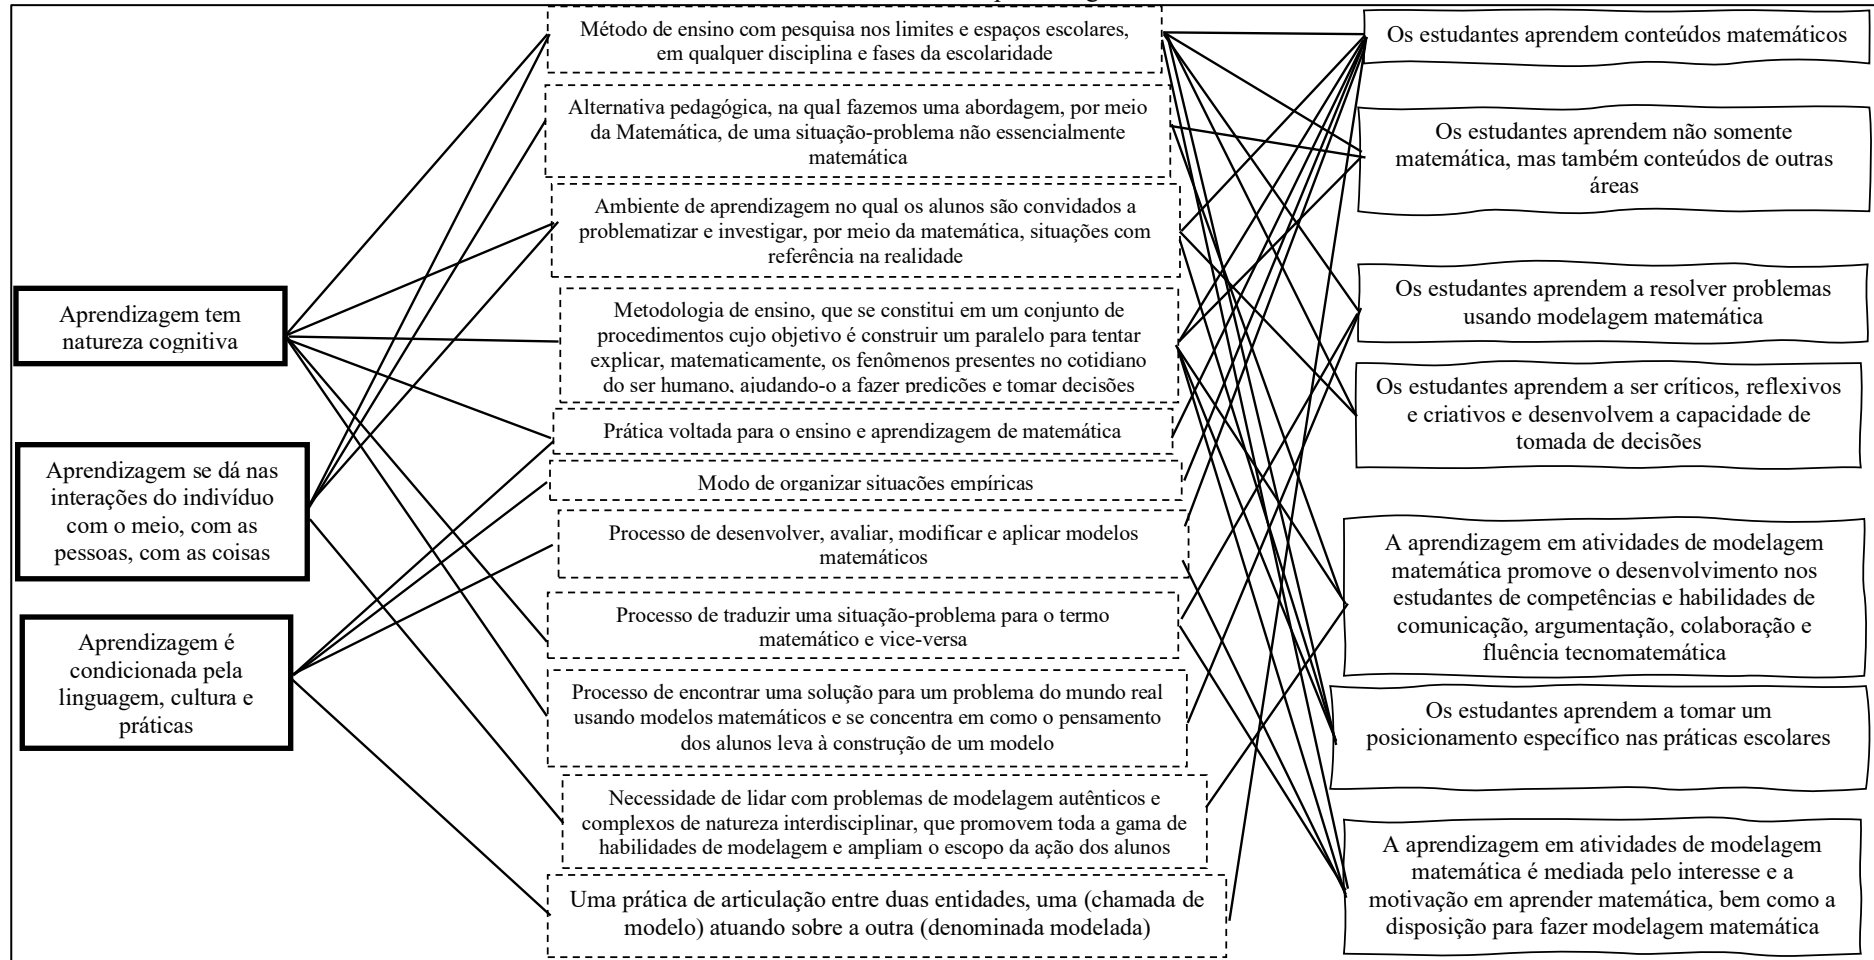 Aprendizagem tem
natureza cognitiva
Aprendizagem se dá nas
interações do indivíduo
com o meio, com as
pessoas, com as coisas
Aprendizagem é
condicionada pela
linguagem, cultura e
práticas
Método de ensino com pesquisa nos limites e espaços escolares,
em qualquer disciplina e fases da escolaridade
Alternativa pedagógica, na qual fazemos uma abordagem, por meio
da Matemática, de uma situação-problema não essencialmente
matemática
Ambiente de aprendizagem no qual os alunos são convidados a
problematizar e investigar, por meio da matemática, situações com
referência na realidade
Metodologia de ensino, que se constitui em um conjunto de
procedimentos cujo objetivo é construir um paralelo para tentar
explicar, matematicamente, os fenômenos presentes no cotidiano
do ser humano, ajudando-o a fazer predições e tomar decisões
Prática voltada para o ensino e aprendizagem de matemática
Modo de organizar situações empíricas
Processo de desenvolver, avaliar, modificar e aplicar modelos
matemáticos
Processo de traduzir uma situação-problema para o termo
matemático e vice-versa
Processo de encontrar uma solução para um problema do mundo real
usando modelos matemáticos e se concentra em como o pensamento
dos alunos leva à construção de um modelo
Necessidade de lidar com problemas de modelagem autênticos e
complexos de natureza interdisciplinar, que promovem toda a gama de
habilidades de modelagem e ampliam o escopo da ação dos alunos
Uma prática de articulação entre duas entidades, uma (chamada de
modelo) atuando sobre a outra (denominada modelada)
Os estudantes aprendem conteúdos matemáticos
Os estudantes aprendem não somente
matemática, mas também conteúdos de outras
áreas
Os estudantes aprendem a resolver problemas
usando modelagem matemática
Os estudantes aprendem a ser críticos, reflexivos
e criativos e desenvolvem a capacidade de
tomada de decisões
A aprendizagem em atividades de modelagem
matemática promove o desenvolvimento nos
estudantes de competências e habilidades de
comunicação, argumentação, colaboração e
fluência tecnomatemática
Os estudantes aprendem a tomar um
posicionamento específico nas práticas escolares
A aprendizagem em atividades de modelagem
matemática é mediada pelo interesse e a
motivação em aprender matemática, bem como a
disposição para fazer modelagem matemática